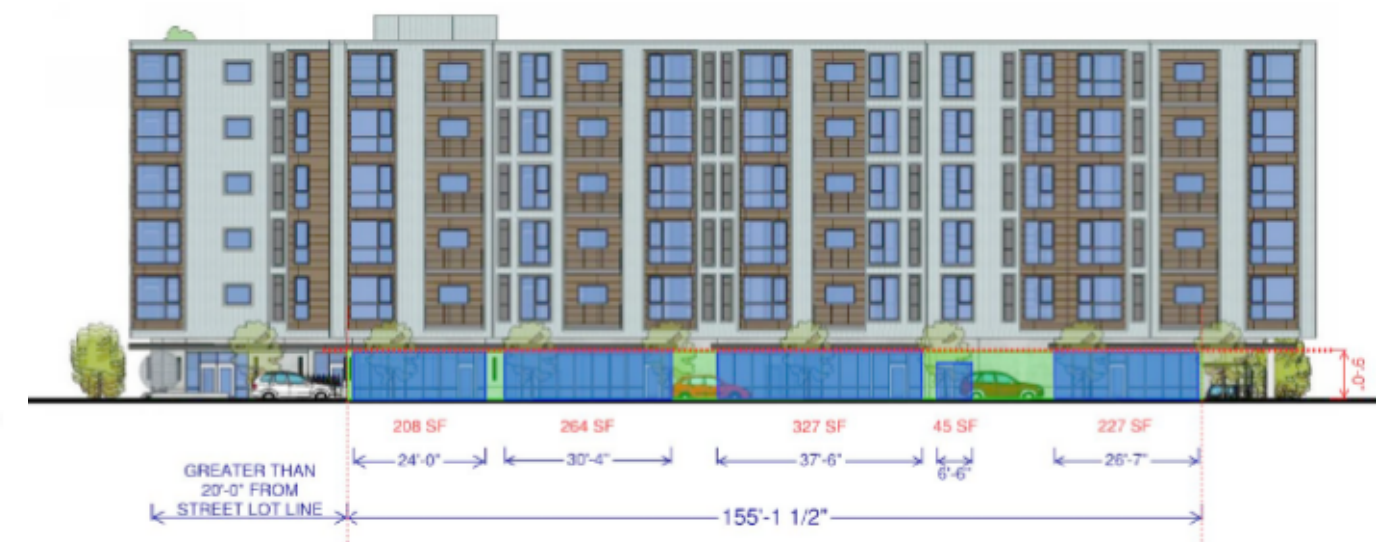 9'-0"
208 SF 264 SF 327 SF 45 SF 227 SF
24'-0" 30'-4" 37'-6" 6'-6" 26'-7"
GREATER THAN
20'-0" FROM
STREET LOT LINE
155'-1 1/2"